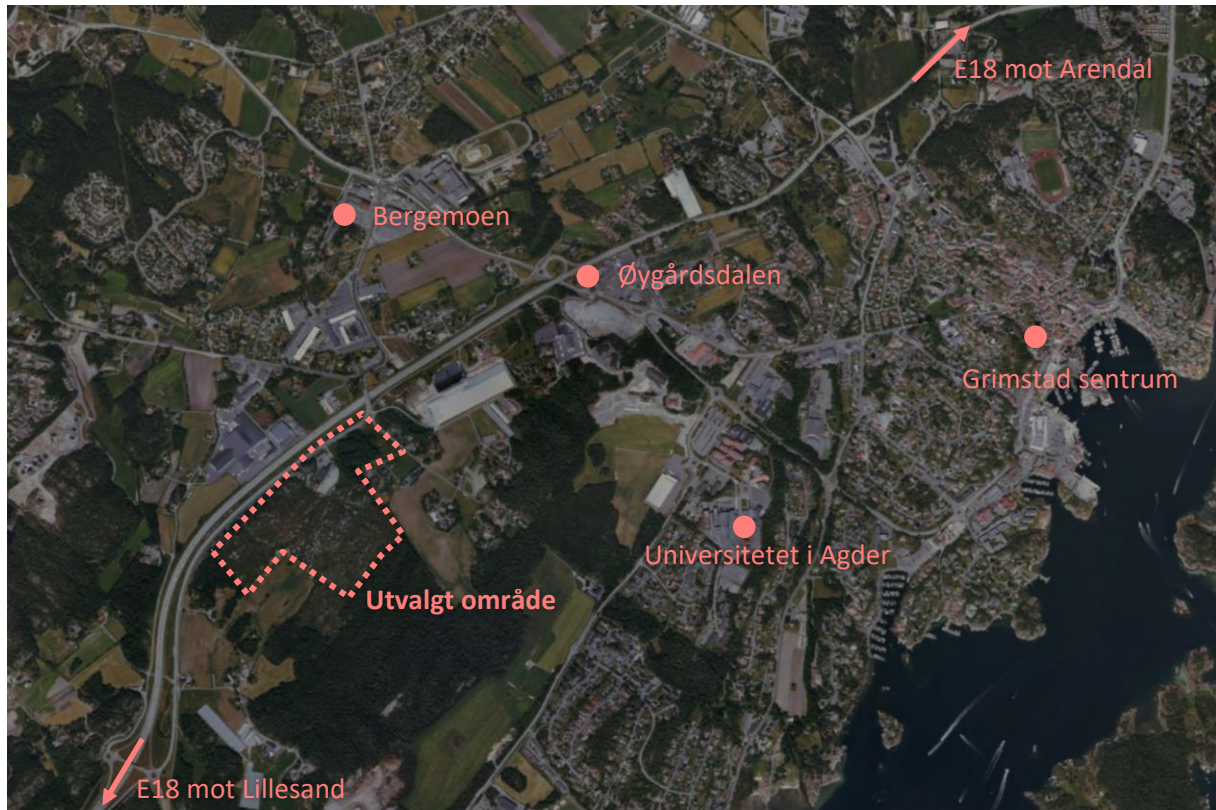 E18 mot Arendal
Bergemoen
Øygårdsdalen
Grimstad sentrum
Universitetet i Agder
Utvalgt område
E18 mot Lillesand